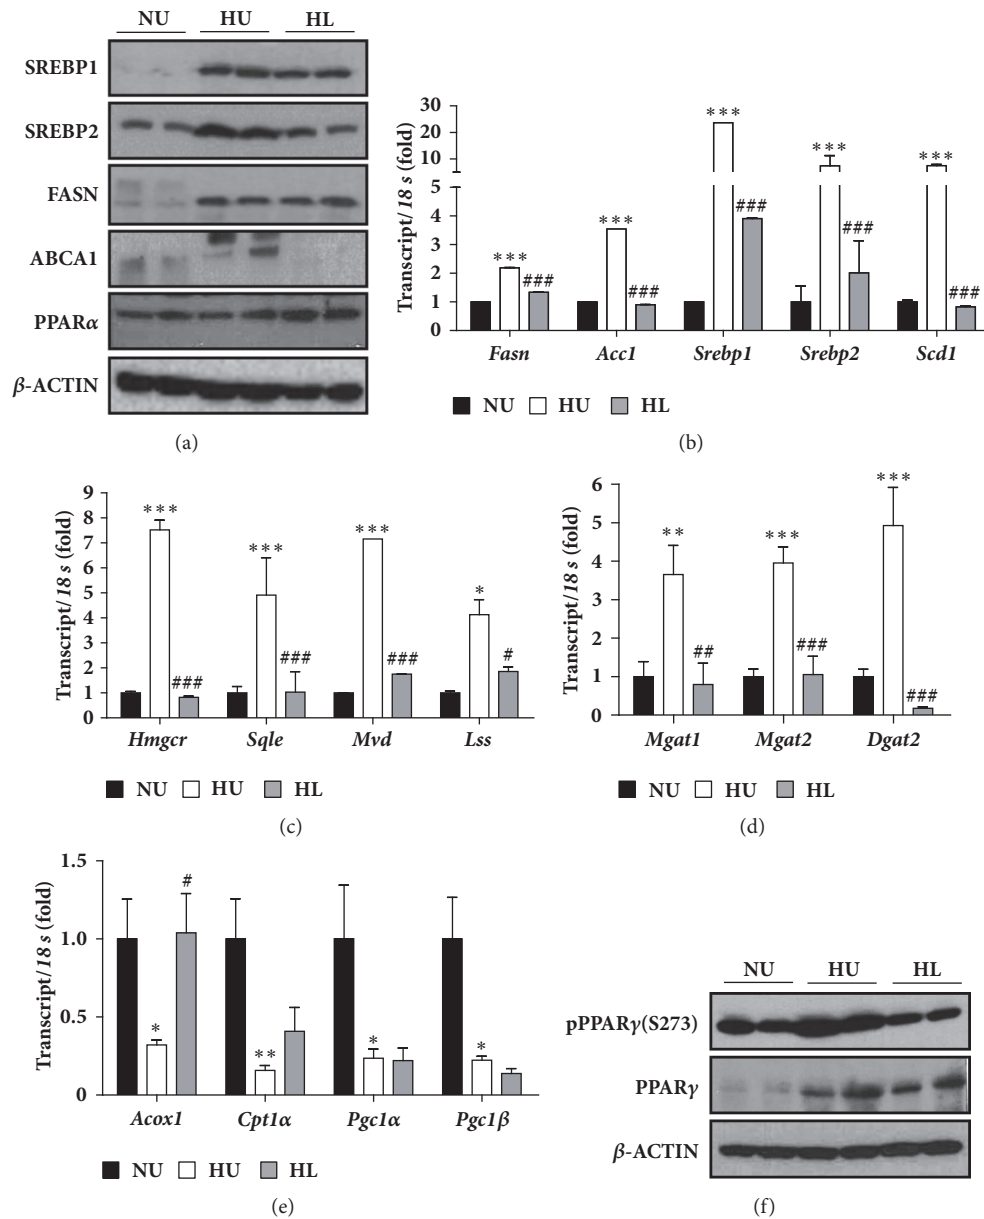 NU HU HL
SREBP1
SREBP2
FASN
ABCA1
PPARα
β-ACTIN
(a)
Transcript/18 s (fold)
30
20
10
6
4
2
1
0
*** ### *** ### *** ### *** ### *** ###
Fasn Acc1 Srebp1 Srebp2 Scd1
NU HU HL
(b)
Transcript/18 s (fold)
9
8
7
6
5
4
3
2
1
0
*** ### *** ### *** ### * #
Hmgcr Sqle Mvd Lss
NU HU HL
(c)
Transcript/18 s (fold)
6
5
4
3
2
1
0
** ## *** ### *** ###
Mgat1 Mgat2 Dgat2
NU HU HL
(d)
Transcript/18 s (fold)
1.5
1.0
0.5
0
* # ** * *
Acox1 Cpt1α Pgc1α Pgc1β
NU HU HL
(e)
NU HU HL
pPPARγ(S273)
PPARγ
β-ACTIN
(f)